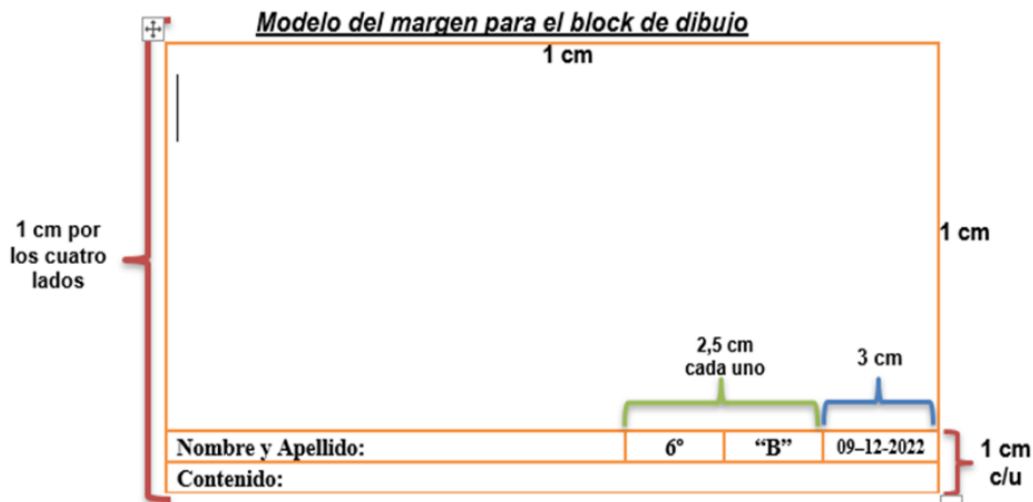 Modelo del margen para el block de dibujo
1 cm
1 cm por
los cuatro
lados
1 cm
2,5 cm
cada uno
3 cm
Nombre y Apellido:
6º
“B”
09–12-2022
Contenido:
1 cm
c/u